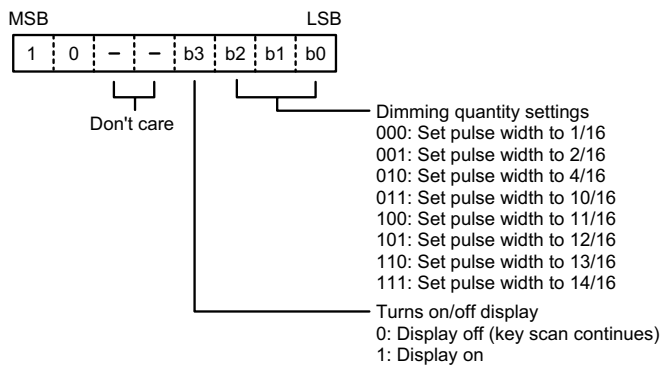 MSB LSB
1 0 – – b3 b2 b1 b0
Don't care
Dimming quantity settings
000: Set pulse width to 1/16
001: Set pulse width to 2/16
010: Set pulse width to 4/16
011: Set pulse width to 10/16
100: Set pulse width to 11/16
101: Set pulse width to 12/16
110: Set pulse width to 13/16
111: Set pulse width to 14/16
Turns on/off display
0: Display off (key scan continues)
1: Display on